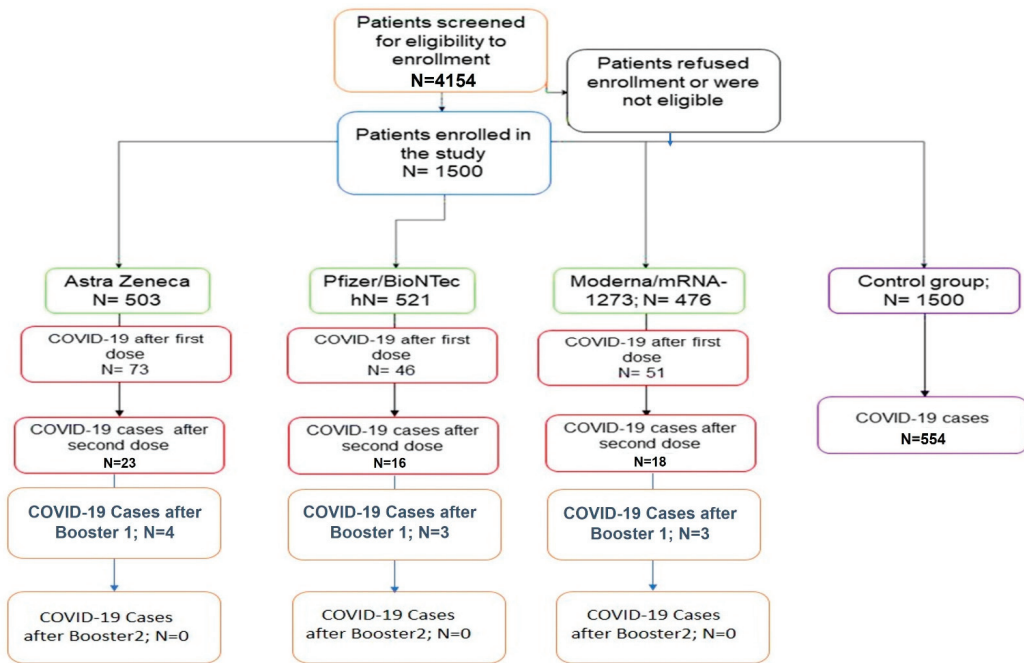 Patients screened
for eligibility to
enrollment
N=4154
Patients refused
enrollment or were
not eligible
Patients enrolled in
the study
N= 1500
Astra Zeneca
N= 503
Pfizer/BioNTec
hN= 521
Moderna/mRNA-
1273; N= 476
Control group;
N= 1500
COVID-19 after first
dose
N= 73
COVID-19 after first
dose
N= 46
COVID-19 after first
dose
N= 51
COVID-19 cases
N=554
COVID-19 cases after
second dose
N=23
COVID-19 cases after
second dose
N=16
COVID-19 cases after
second dose
N=18
COVID-19 Cases after
Booster 1; N=4
COVID-19 Cases after
Booster 1; N=3
COVID-19 Cases after
Booster 1; N=3
COVID-19 Cases
after Booster2; N=0
COVID-19 Cases
after Booster2; N=0
COVID-19 Cases
after Booster2; N=0